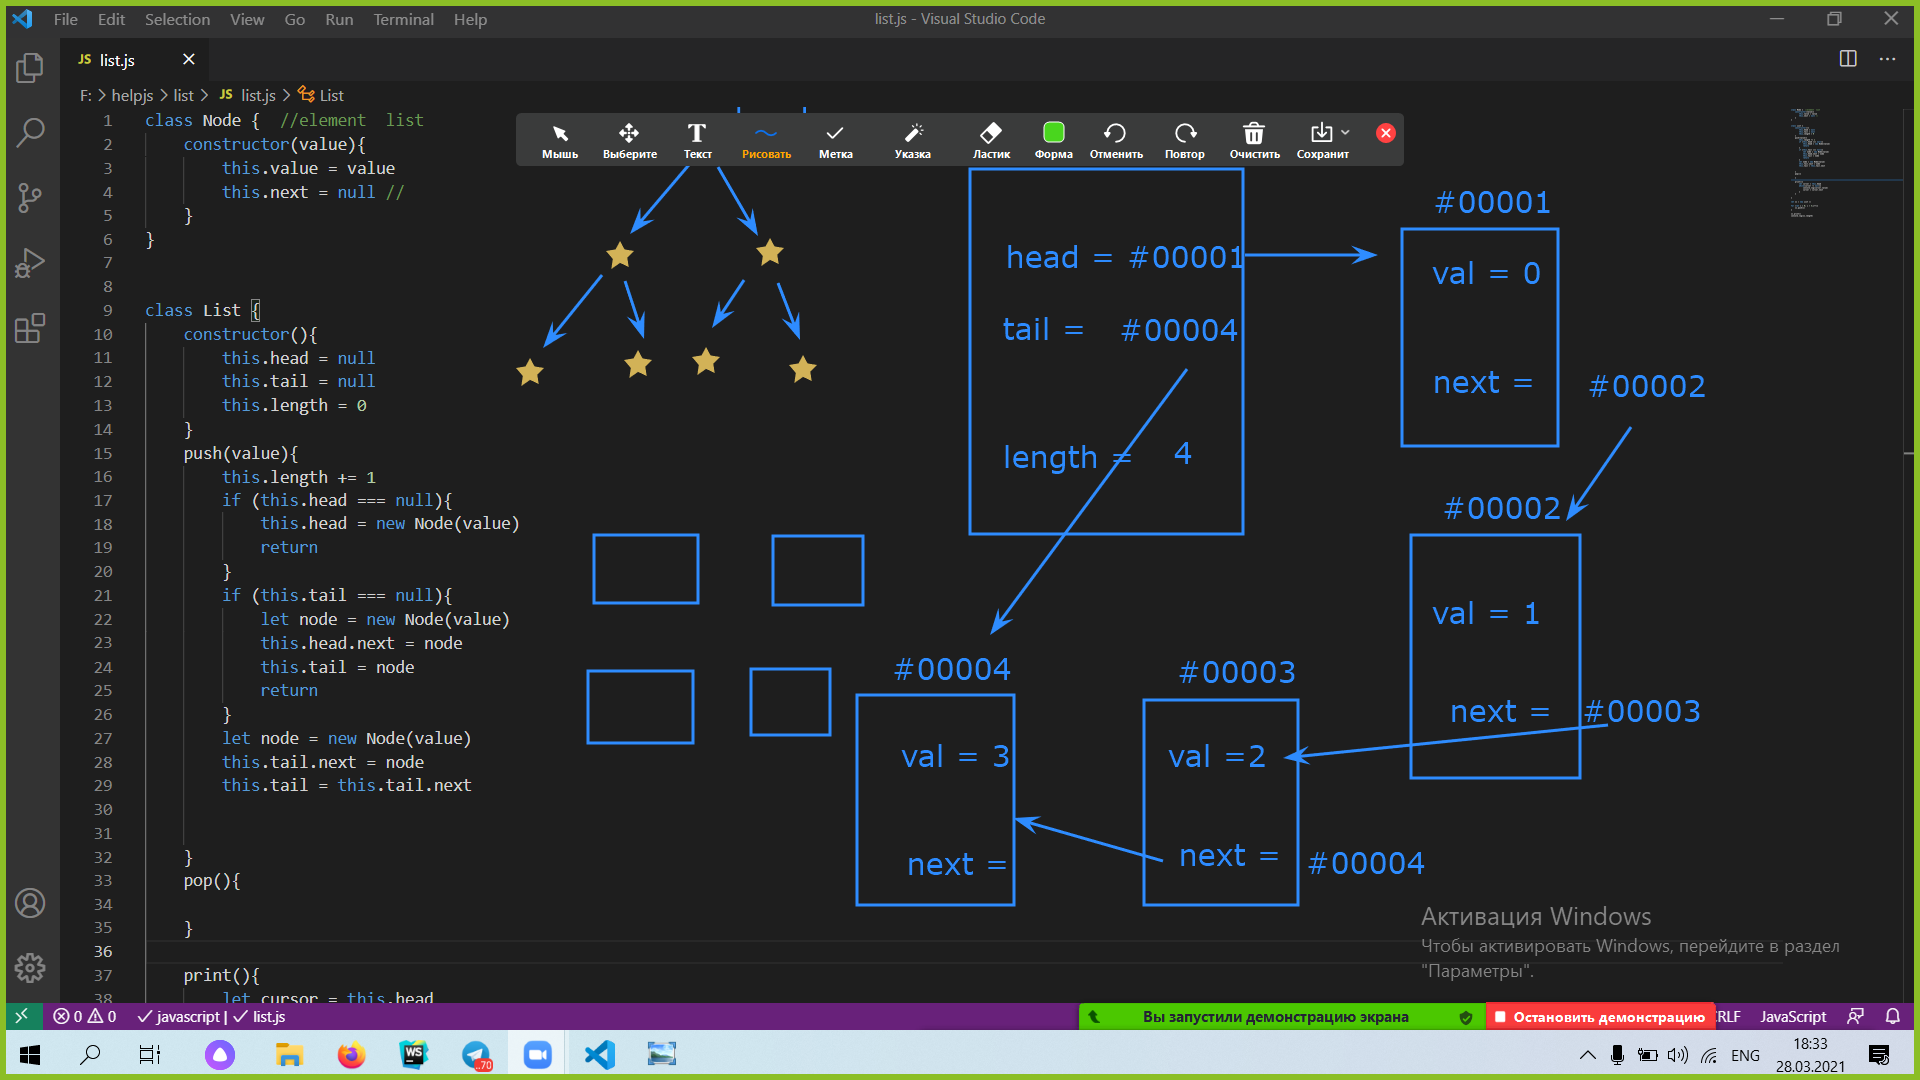 File Edit Selection View Go Run Terminal Help
list.js - Visual Studio Code
JS list.js
F: > helpjs > list > JS list.js > List
1 class Node {  //element  list
2 constructor(value){
3 this.value = value
4 this.next = null //
5 }
6 }
7
8
9 class List {
10 constructor(){
11 this.head = null
12 this.tail = null
13 this.length = 0
14 }
15 push(value){
16 this.length += 1
17 if (this.head === null){
18 this.head = new Node(value)
19 return
20 }
21 if (this.tail === null){
22 let node = new Node(value)
23 this.head.next = node
24 this.tail = node
25 return
26 }
27 let node = new Node(value)
28 this.tail.next = node
29 this.tail = this.tail.next
30
31
32 }
33 pop(){
34
35 }
36
37 print(){
38 let cursor = this.head
Мышь Выберите Текст Рисовать Метка Указка Ластик Форма Отменить Повтор Очистить Сохранит
head = #00001
tail = #00004
length = 4
#00001
val = 0
next = #00002
#00002
val = 1
next = #00003
#00003
val =2
next = #00004
#00004
val = 3
next =
Активация Windows
Чтобы активировать Windows, перейдите в раздел
"Параметры".
0 0 javascript | list.js
Вы запустили демонстрацию экрана
Остановить демонстрацию
RLF JavaScript
WS
..70
ENG
18:33
28.03.2021